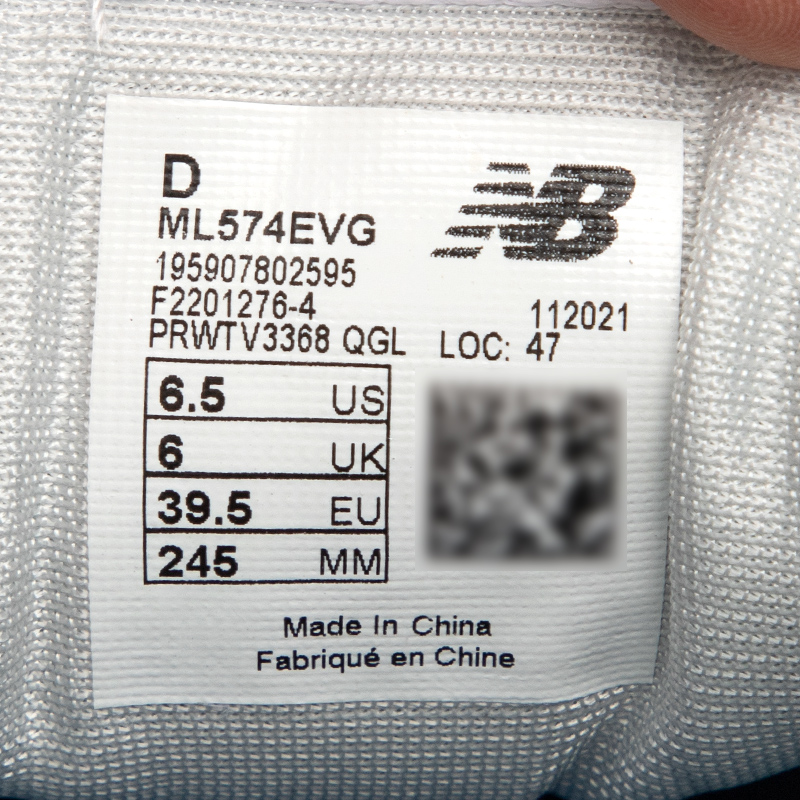 D
NB
ML574EVG
195907802595
F2201276-4
112021
PRWTV3368 QGL LOC: 47
6.5 US
6 UK
39.5 EU
245 MM
Made In China
Fabriqué en Chine